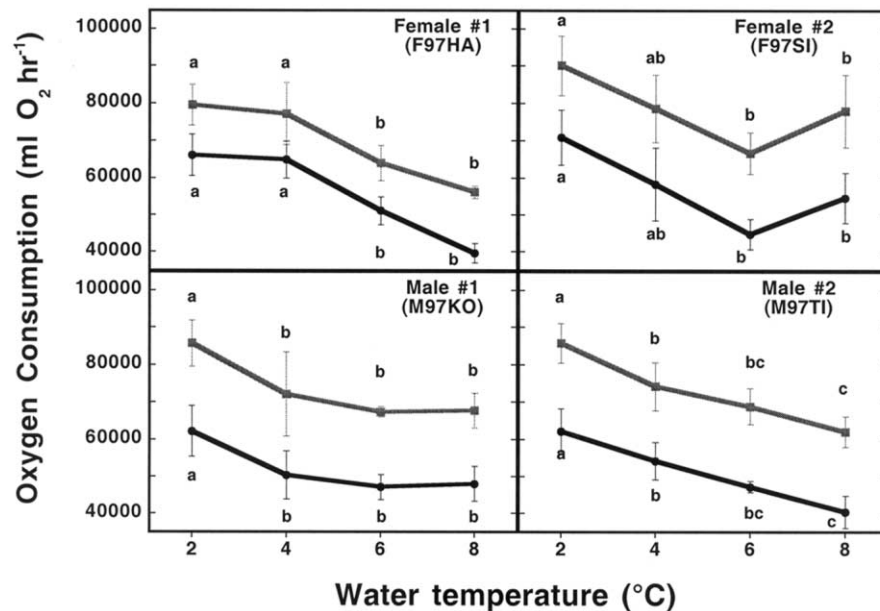 Oxygen Consumption (ml O₂ hr⁻¹)
100000
80000
60000
40000
Female #1
(F97HA)
a
a
b
b
a
a
b
b
Female #2
(F97SI)
a
ab
b
b
a
ab
b
b
100000
80000
60000
40000
Male #1
(M97KO)
a
b
b
b
a
b
b
b
Male #2
(M97TI)
a
b
bc
c
a
b
bc
c
2 4 6 8 2 4 6 8
Water temperature (°C)